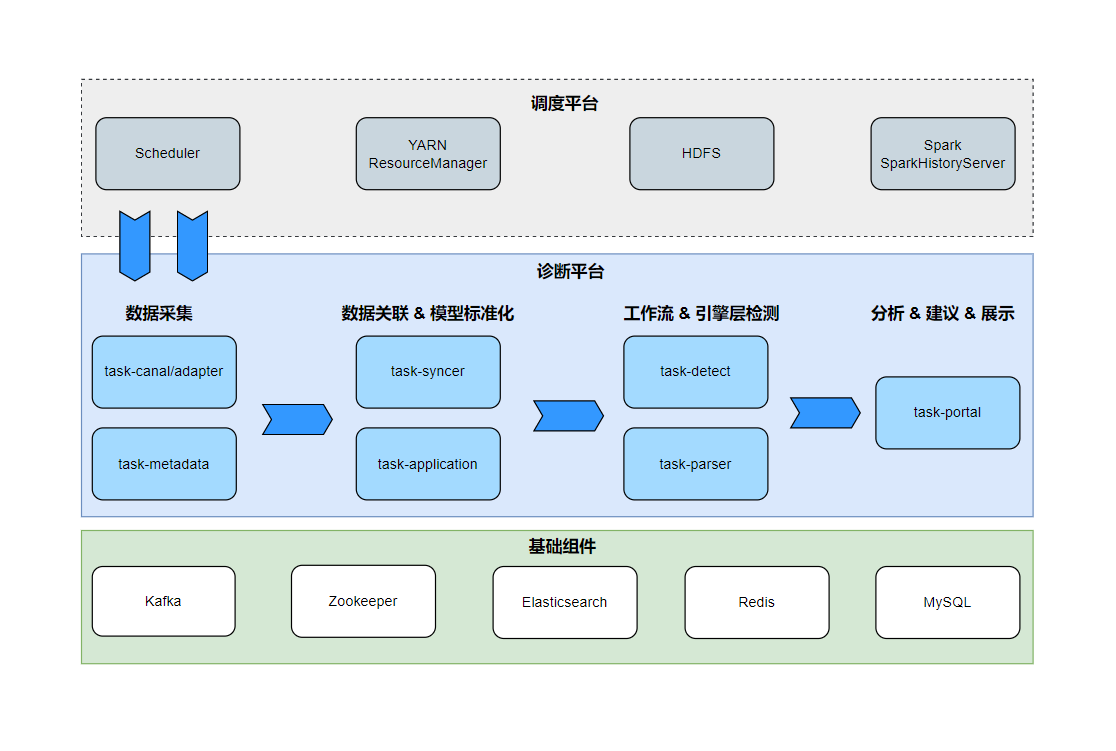 调度平台
Scheduler
YARN
ResourceManager
HDFS
Spark
SparkHistoryServer
诊断平台
数据采集
数据关联 & 模型标准化
工作流 & 引擎层检测
分析 & 建议 & 展示
task-canal/adapter
task-syncer
task-detect
task-portal
task-metadata
task-application
task-parser
基础组件
Kafka
Zookeeper
Elasticsearch
Redis
MySQL